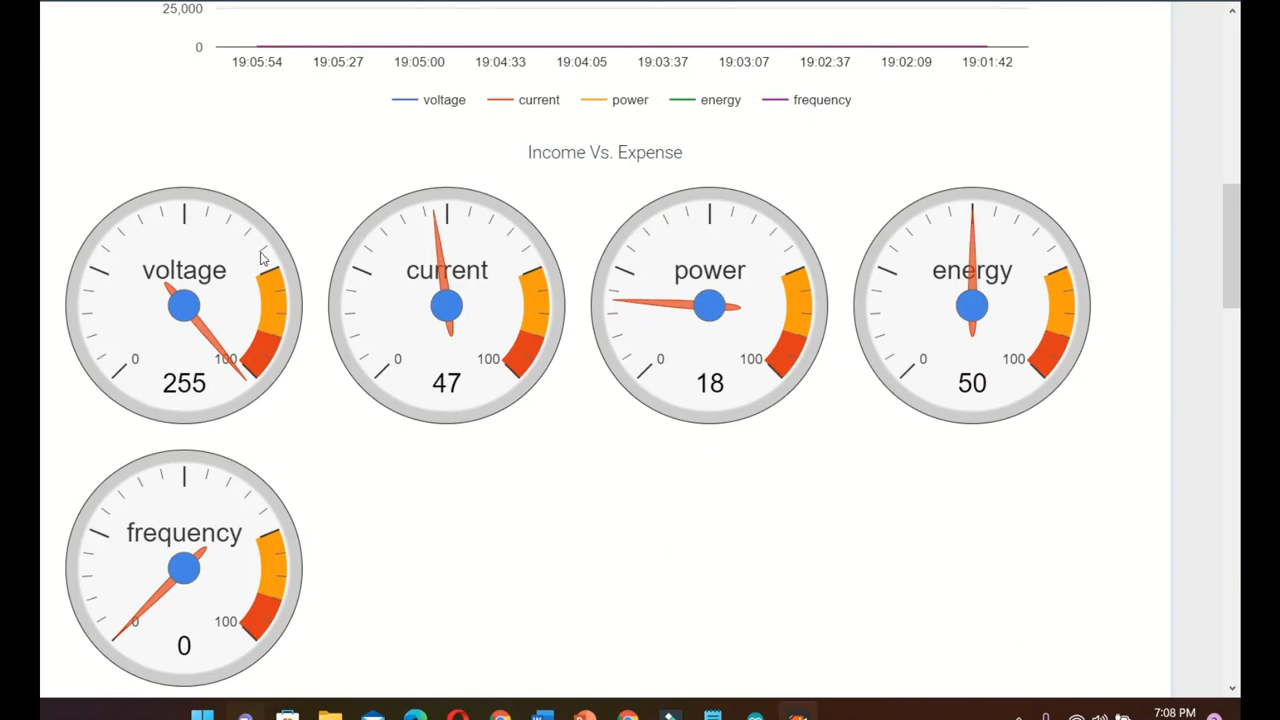 25,000
0
19:05:54 19:05:27 19:05:00 19:04:33 19:04:05 19:03:37 19:03:07 19:02:37 19:02:09 19:01:42
voltage current power energy frequency
Income Vs. Expense
voltage current power energy
0 100 0 100 0 100 0 100
255 47 18 50
frequency
0 100
0
7:08 PM